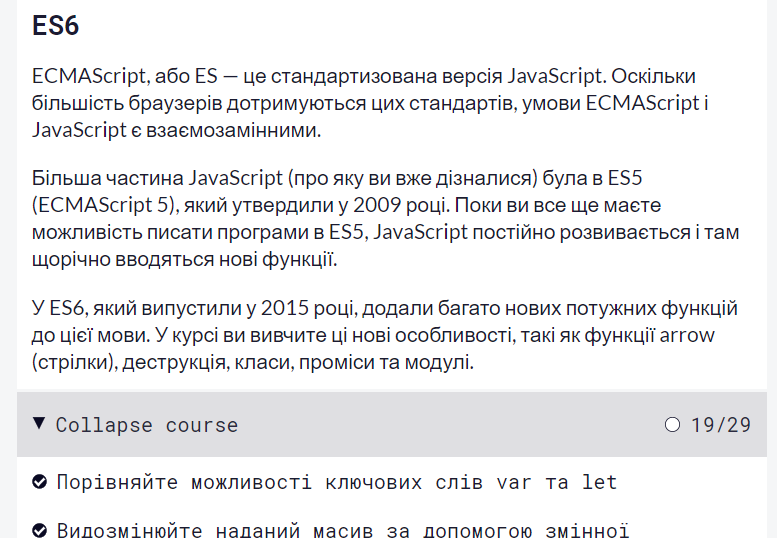 ES6
ECMAScript, або ES — це стандартизована версія JavaScript. Оскільки
більшість браузерів дотримуються цих стандартів, умови ECMAScript і
JavaScript є взаємозамінними.
Більша частина JavaScript (про яку ви вже дізналися) була в ES5
(ECMAScript 5), який утвердили у 2009 році. Поки ви все ще маєте
можливість писати програми в ES5, JavaScript постійно розвивається і там
щорічно вводяться нові функції.
У ES6, який випустили у 2015 році, додали багато нових потужних функцій
до цієї мови. У курсі ви вивчите ці нові особливості, такі як функції arrow
(стрілки), деструкція, класи, проміси та модулі.
Collapse course 19/29
Порівняйте можливості ключових слів var та let
Видозмінюйте наданий масив за допомогою змінної